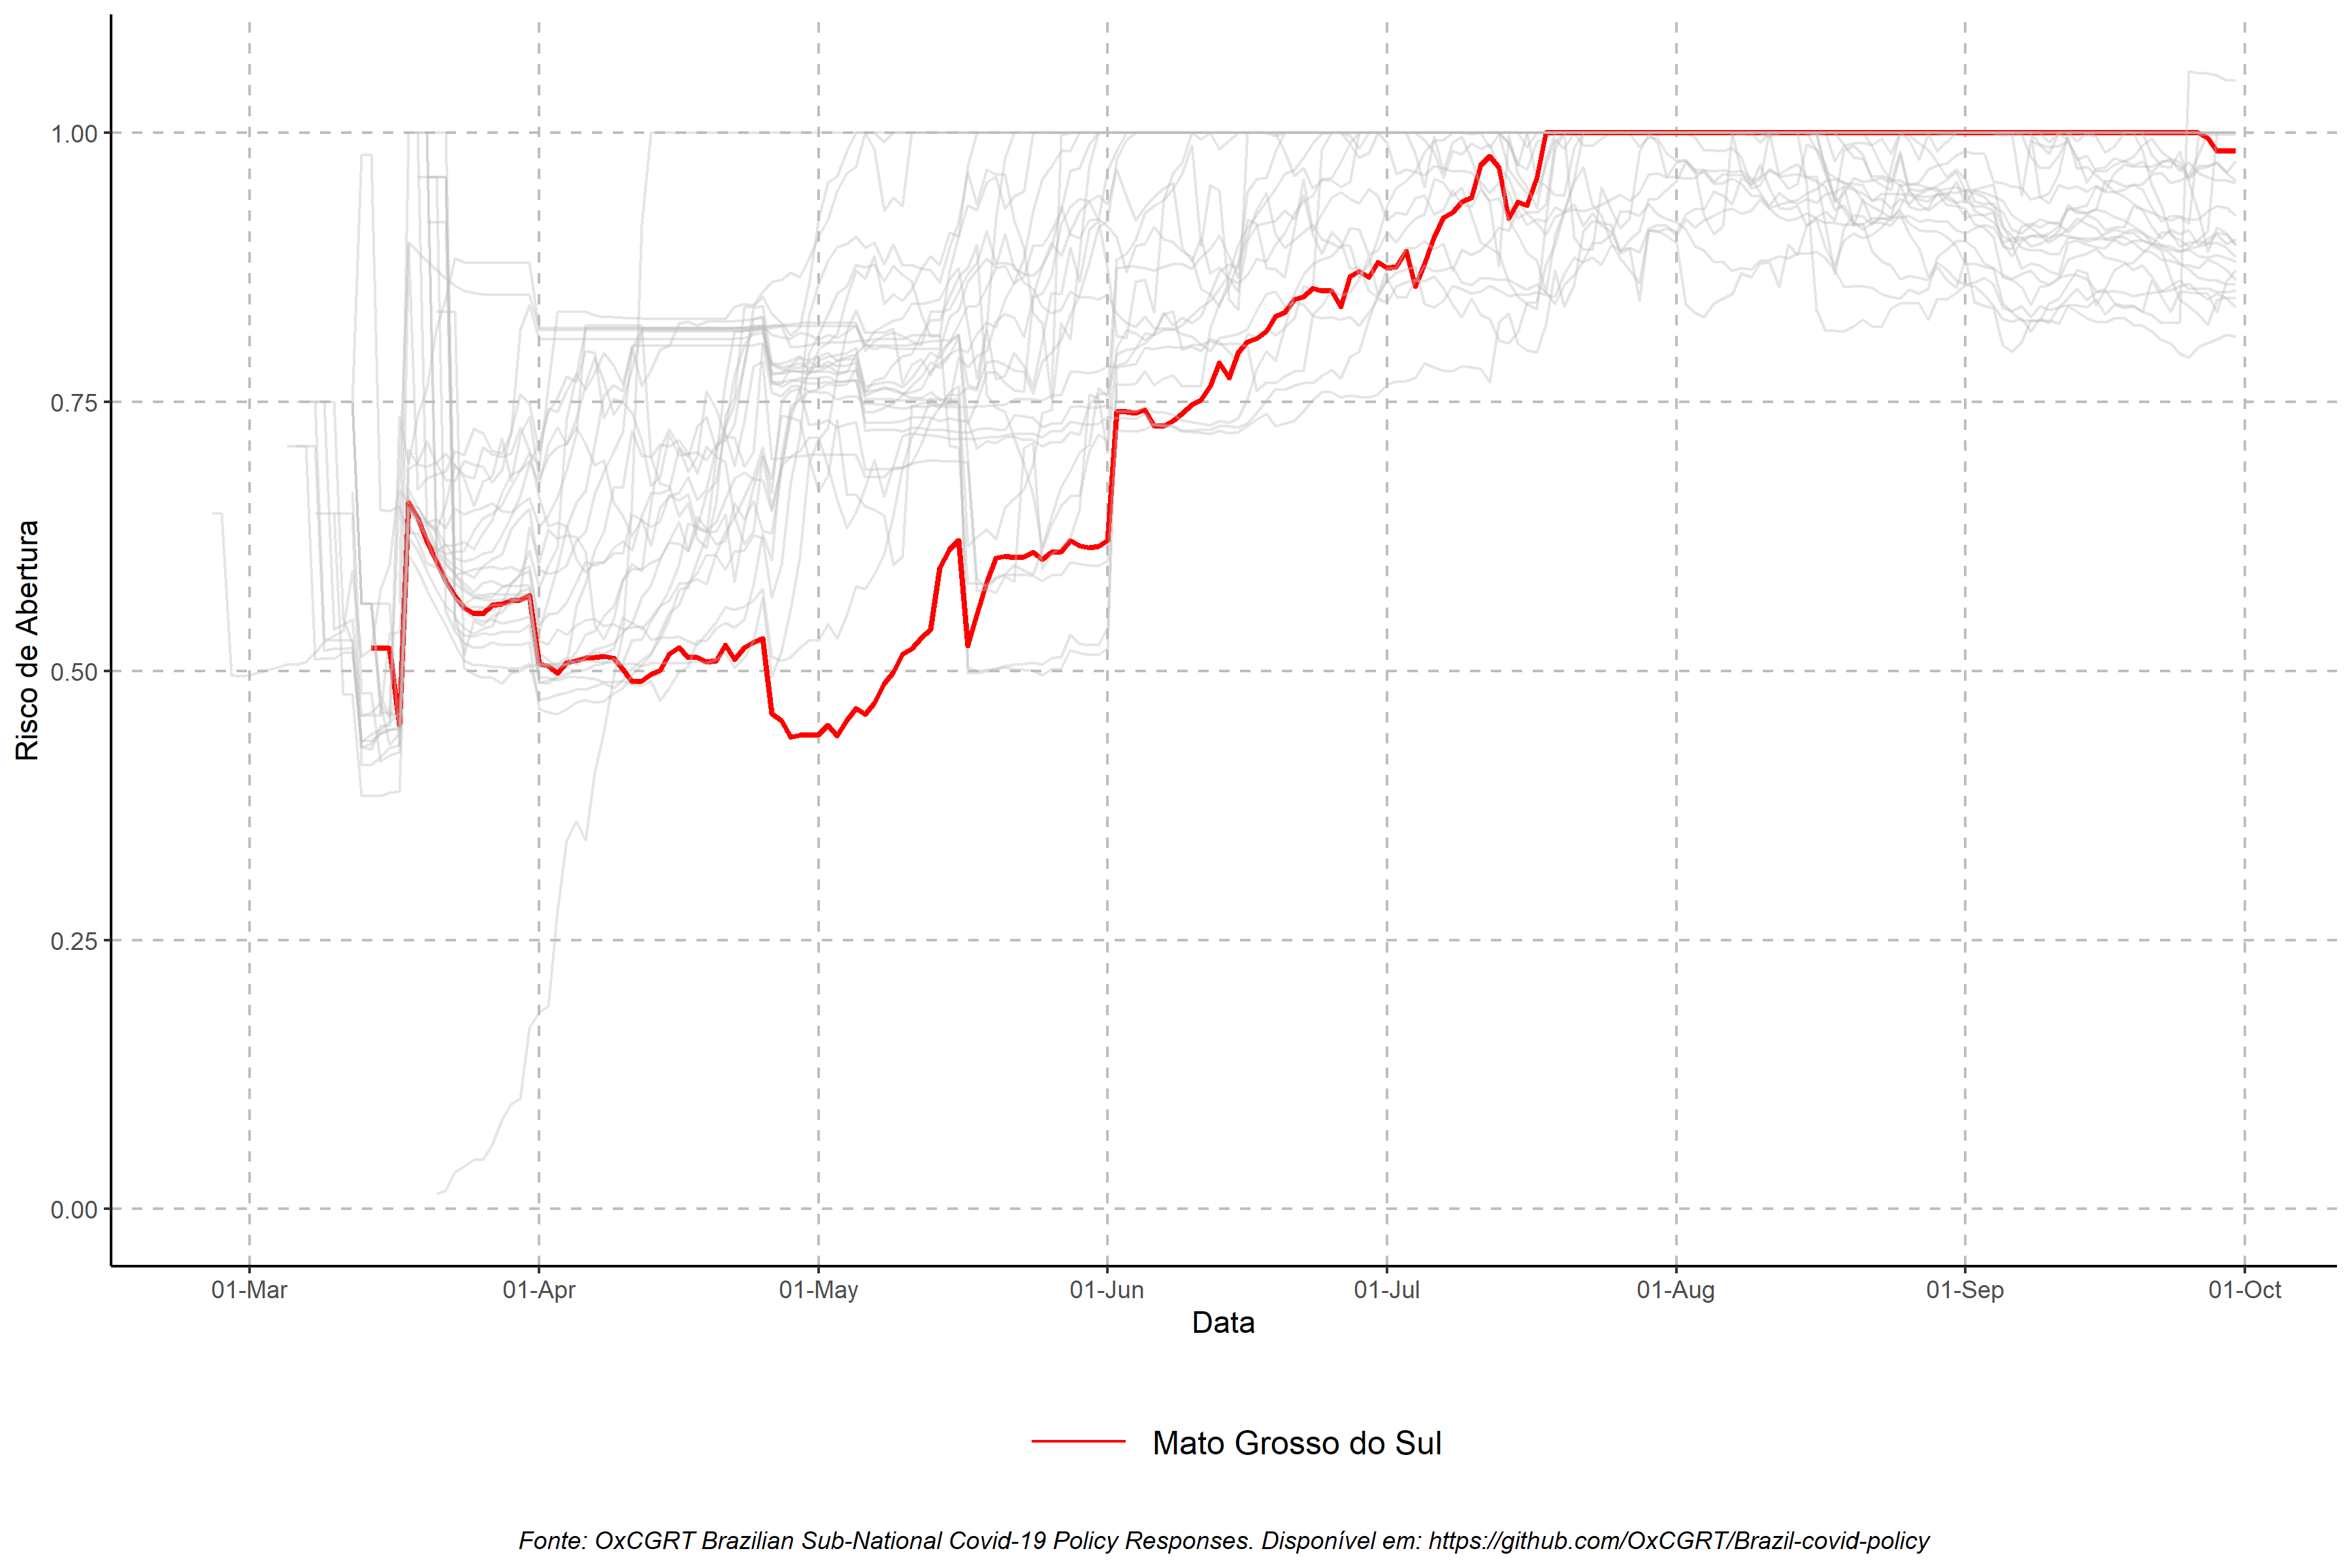 Risco de Abertura
1.00
0.75
0.50
0.25
0.00
01-Mar 01-Apr 01-May 01-Jun 01-Jul 01-Aug 01-Sep 01-Oct
Data
Mato Grosso do Sul
Fonte: OxCGRT Brazilian Sub-National Covid-19 Policy Responses. Disponível em: https://github.com/OxCGRT/Brazil-covid-policy